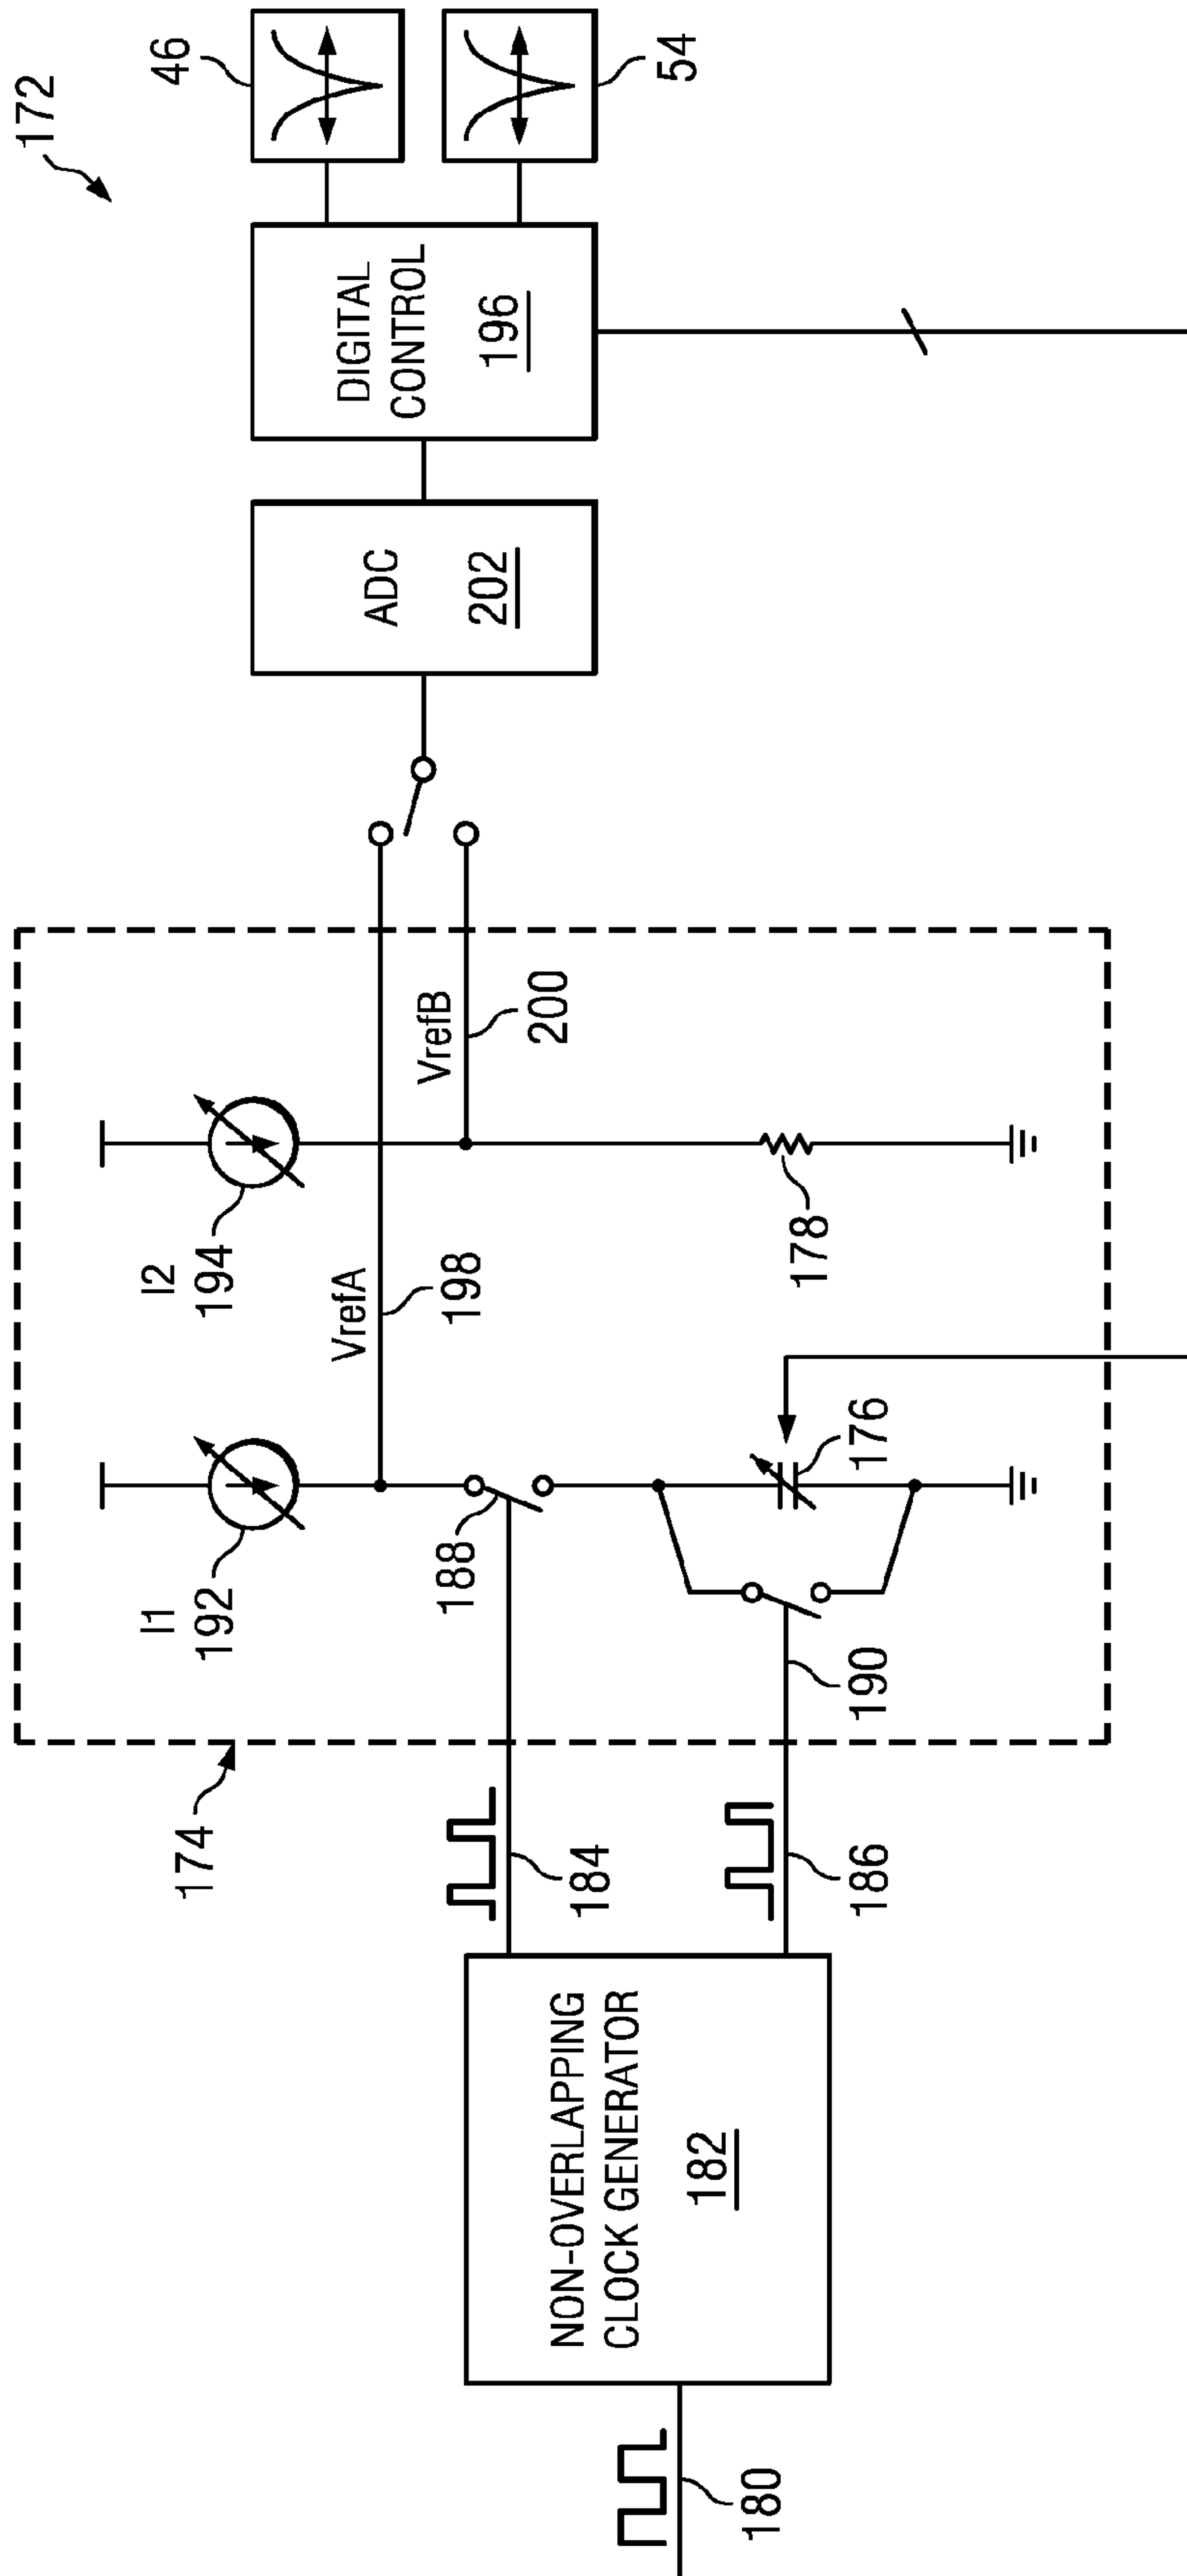 172
46
54
DIGITAL
CONTROL
196
ADC
202
VrefA
198
VrefB
200
I1
192
I2
194
188
190
176
178
174
184
186
NON-OVERLAPPING
CLOCK GENERATOR
182
180